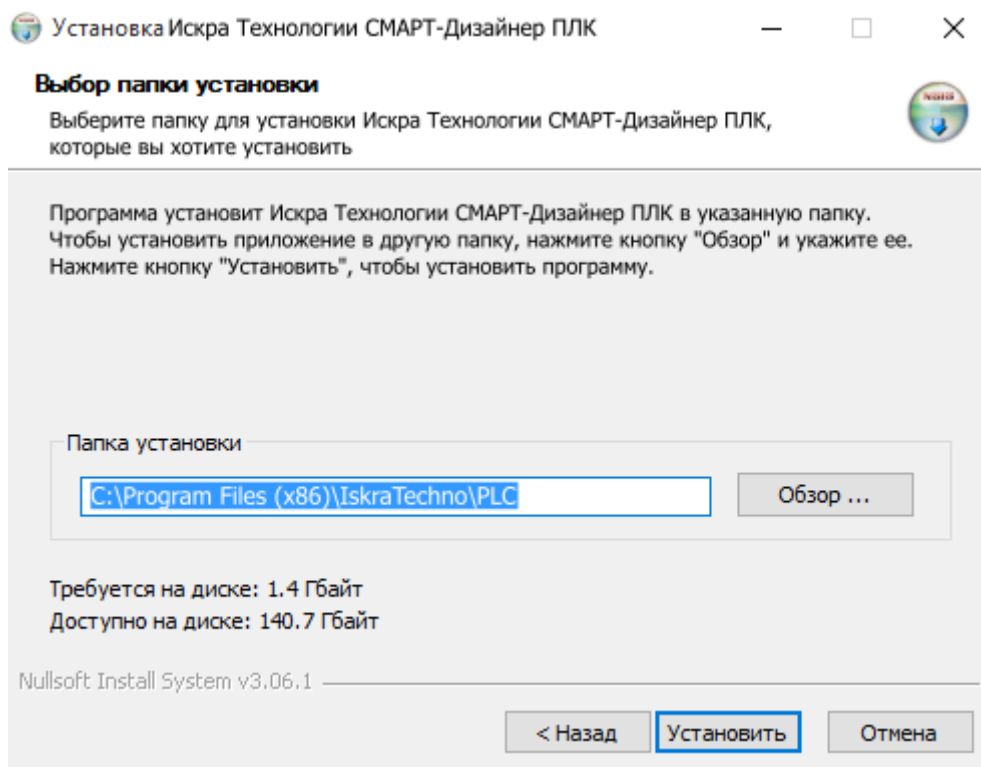 Установка Искра Технологии СМАРТ-Дизайнер ПЛК
Выбор папки установки
Выберите папку для установки Искра Технологии СМАРТ-Дизайнер ПЛК,
которые вы хотите установить
Программа установит Искра Технологии СМАРТ-Дизайнер ПЛК в указанную папку.
Чтобы установить приложение в другую папку, нажмите кнопку "Обзор" и укажите ее.
Нажмите кнопку "Установить", чтобы установить программу.
Папка установки
C:\Program Files (x86)\IskraTechno\PLC
Обзор ...
Требуется на диске: 1.4 Гбайт
Доступно на диске: 140.7 Гбайт
Nullsoft Install System v3.06.1
< Назад
Установить
Отмена